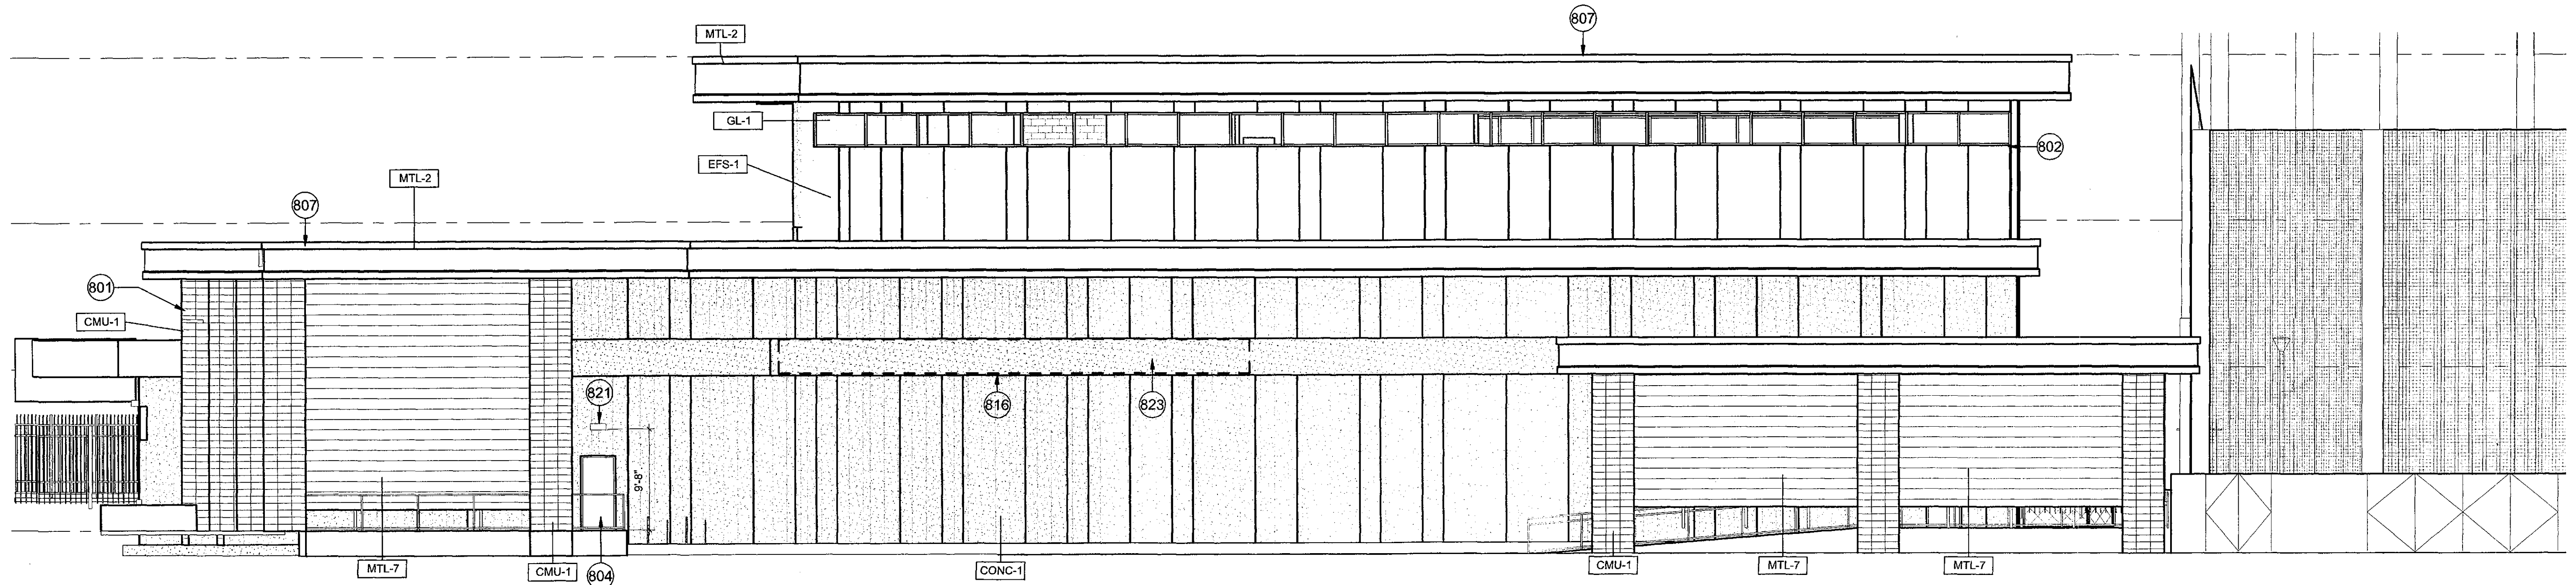 807
MTL-2
GL-1
802
EFS-1
MTL-2
807
801
CMU-1
821
816
823
9'-8"
MTL-7
CMU-1
804
CONC-1
CMU-1
MTL-7
MTL-7